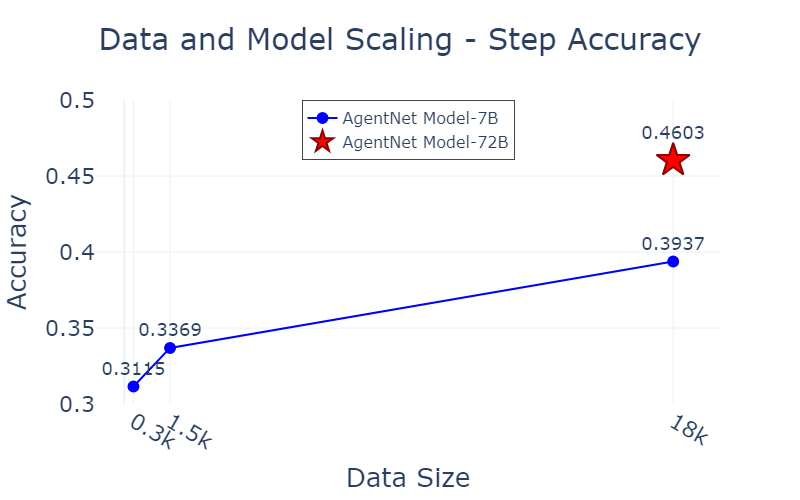 Data and Model Scaling - Step Accuracy
AgentNet Model-7B
AgentNet Model-72B
0.5
0.45
0.4
0.35
0.3
Accuracy
0.4603
0.3937
0.3369
0.3115
0.3k
1.5k
18k
Data Size